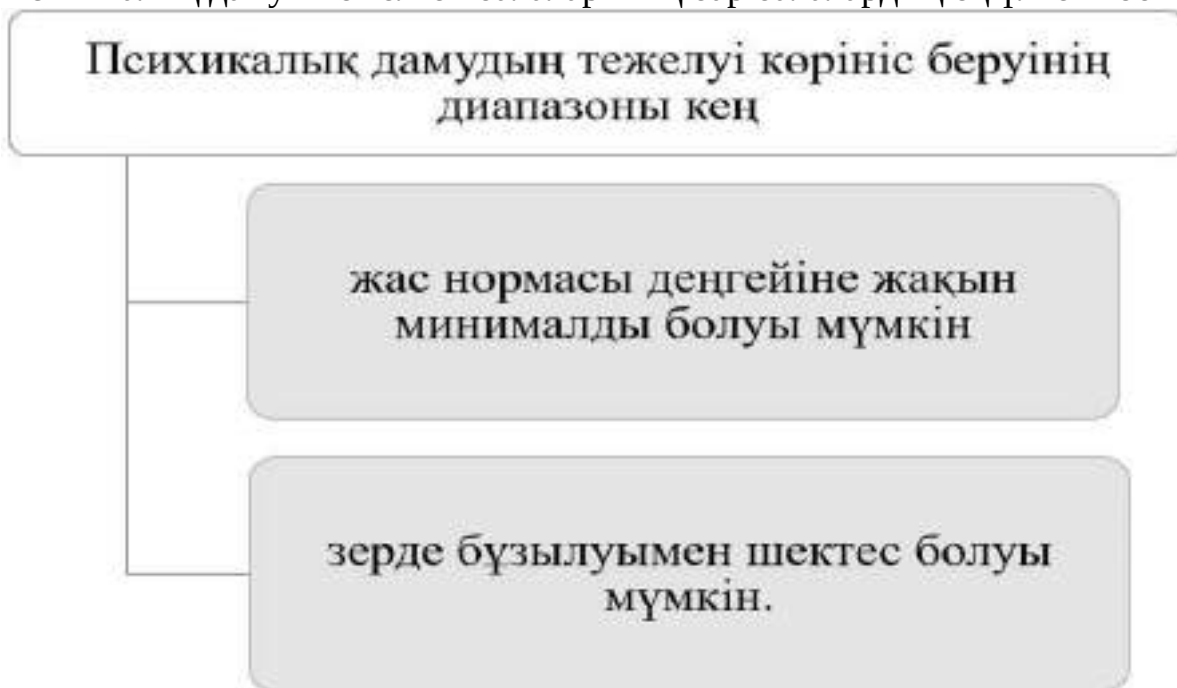 Психикалық дамудың тежелуі көрініс беруінің
диапазоны кең
жас нормасы деңгейіне жақын
минималды болуы мүмкін
зерде бұзылуымен шектес болуы
мүмкін.